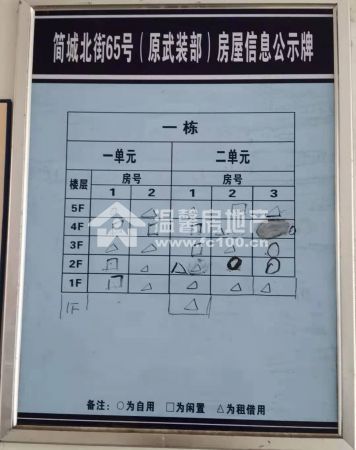 简城北街65号（原武装部）房屋信息公示牌
一栋
一单元 二单元
楼层 房号 房号
1 2 1 2 3
5F △ △ △
4F □ △
温馨房地产
www.fc100.cn
3F △ △ □ △ ○
2F □ △ △ ○ ○
1F □ △ △ △ △
1F △
备注：○为自用 □为闲置 △为租借用